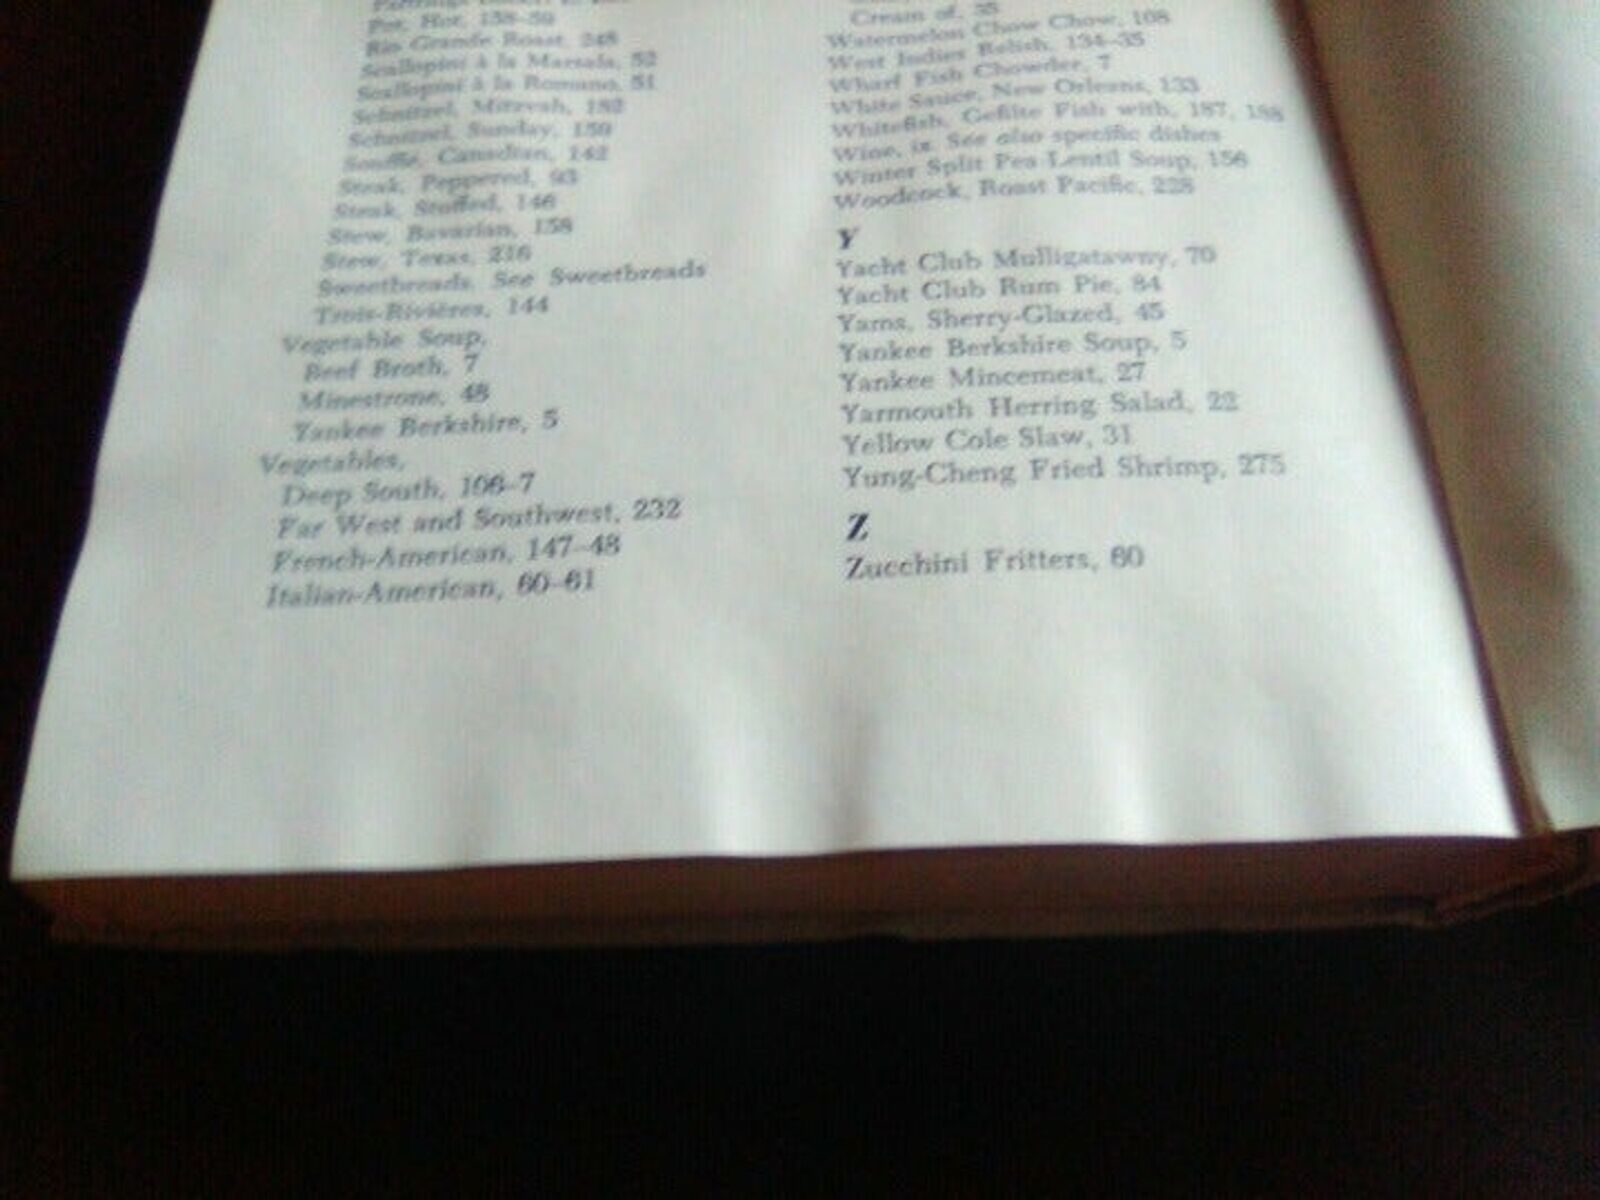 Pot, Hot, 158–59
Rio Grande Roast, 248
Scallopini à la Marsala, 52
Scallopini à la Romano, 51
Schnitzel, Mitzvah, 182
Schnitzel, Sunday, 159
Soufflé, Canadian, 142
Steak, Peppered, 93
Steak, Stuffed, 146
Stew, Bavarian, 158
Stew, Texas, 216
Sweetbreads. See Sweetbreads
Trois-Rivières, 144
Vegetable Soup,
Beef Broth, 7
Minestrone, 48
Yankee Berkshire, 5
Vegetables,
Deep South, 106–7
Far West and Southwest, 232
French-American, 147–48
Italian-American, 60–61
Cream of, 35
Watermelon Chow Chow, 108
West Indies Relish, 134–35
Wharf Fish Chowder, 7
White Sauce, New Orleans, 133
Whitefish, Gefilte Fish with, 187, 188
Wine, ix. See also specific dishes
Winter Split Pea Lentil Soup, 156
Woodcock, Roast Pacific, 228
Y
Yacht Club Mulligatawny, 70
Yacht Club Rum Pie, 84
Yams, Sherry-Glazed, 45
Yankee Berkshire Soup, 5
Yankee Mincemeat, 27
Yarmouth Herring Salad, 22
Yellow Cole Slaw, 31
Yung-Cheng Fried Shrimp, 275
Z
Zucchini Fritters, 60